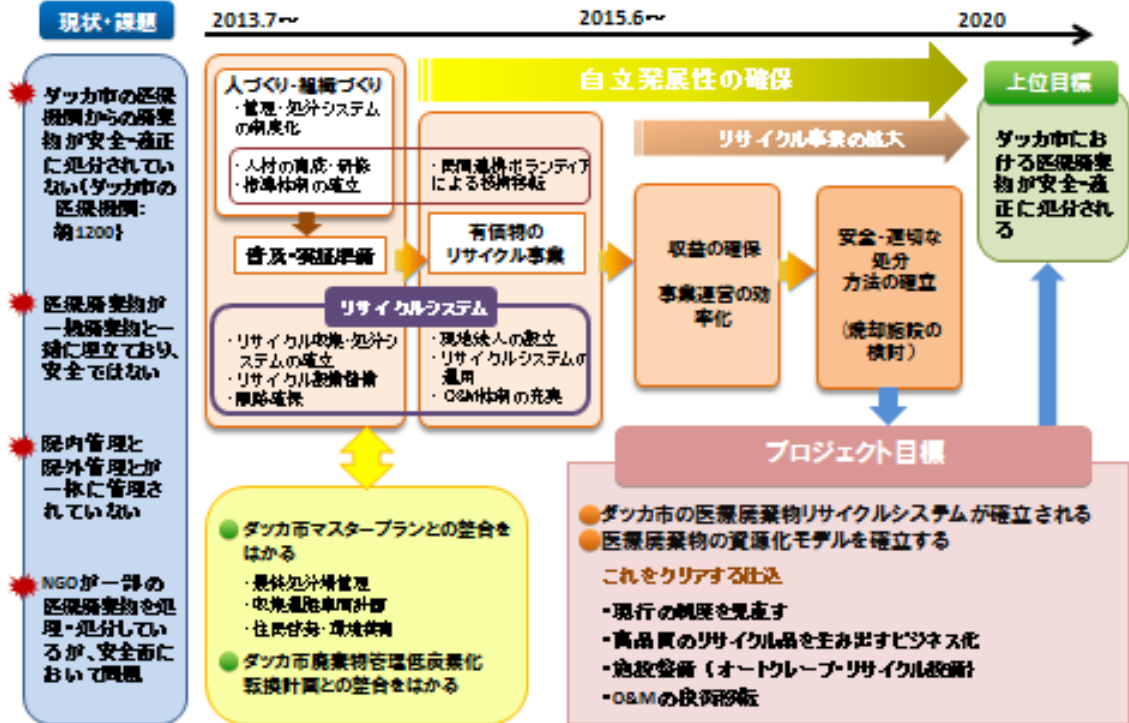 現状・課題
2013.7～
2015.6～
2020
ダッカ市の医療
機関からの廃棄
物が安全・適正
に処分されてい
ない(ダッカ市の
医療機関：
約1200)
医療廃棄物が
一般廃棄物と一
緒に埋立ており、
安全ではない
院内管理と
院外管理とが
一体に管理さ
れていない
NGOが一部の
医療廃棄物を処
理・処分してい
るが、安全面に
おいて問題
人づくり・組織づくり
・管理・処分システム
の制度化
・人材の育成・研修
・指導体制の確立
普及・実証準備
自立発展性の確保
リサイクル事業の拡大
・民間連携ボランティア
による技術移転
有価物の
リサイクル事業
リサイクルシステム
・リサイクル収集・処分シ
ステムの確立
・リサイクル設備整備
・販路確保
・現地法人の設立
・リサイクルシステムの
運用
・O&M体制の充実
収益の確保
事業運営の効
率化
安全・適切な
処分
方法の確立
(焼却施設の
検討)
上位目標
ダッカ市にお
ける医療廃棄
物が安全・適
正に処分され
る
ダッカ市マスタープランとの整合を
はかる
・最終処分場管理
・収集運搬車両計画
・住民啓発・環境教育
ダッカ市廃棄物管理低炭素化
転換計画との整合をはかる
プロジェクト目標
ダッカ市の医療廃棄物リサイクルシステムが確立される
医療廃棄物の資源化モデルを確立する
これをクリアする仕込
・現行の制度を見直す
・高品質のリサイクル品を生み出すビジネス化
・施設整備（オートクレーブ・リサイクル設備）
・O&Mの技術移転